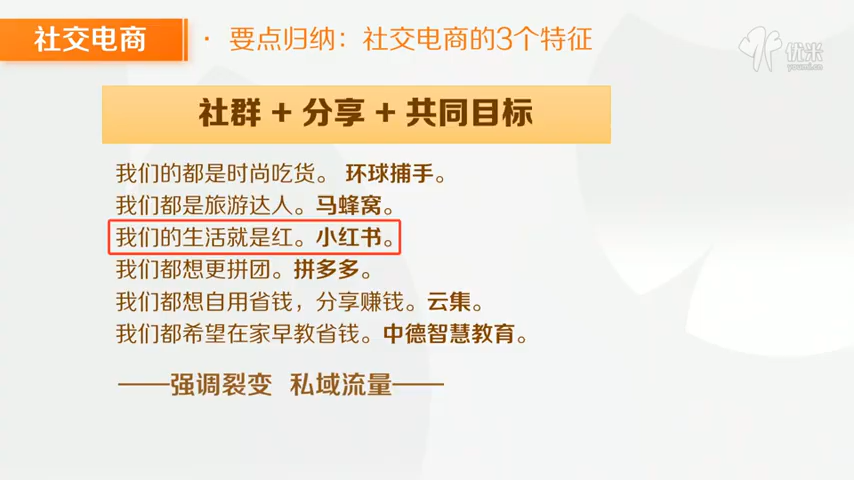 社交电商
· 要点归纳：社交电商的3个特征
优米
youmi.cn
社群 + 分享 + 共同目标
我们的都是时尚吃货。 环球捕手。
我们都是旅游达人。马蜂窝。
我们的生活就是红。小红书。
我们都想更拼团。拼多多。
我们都想自用省钱，分享赚钱。云集。
我们都希望在家早教省钱。中德智慧教育。
——强调裂变 私域流量——